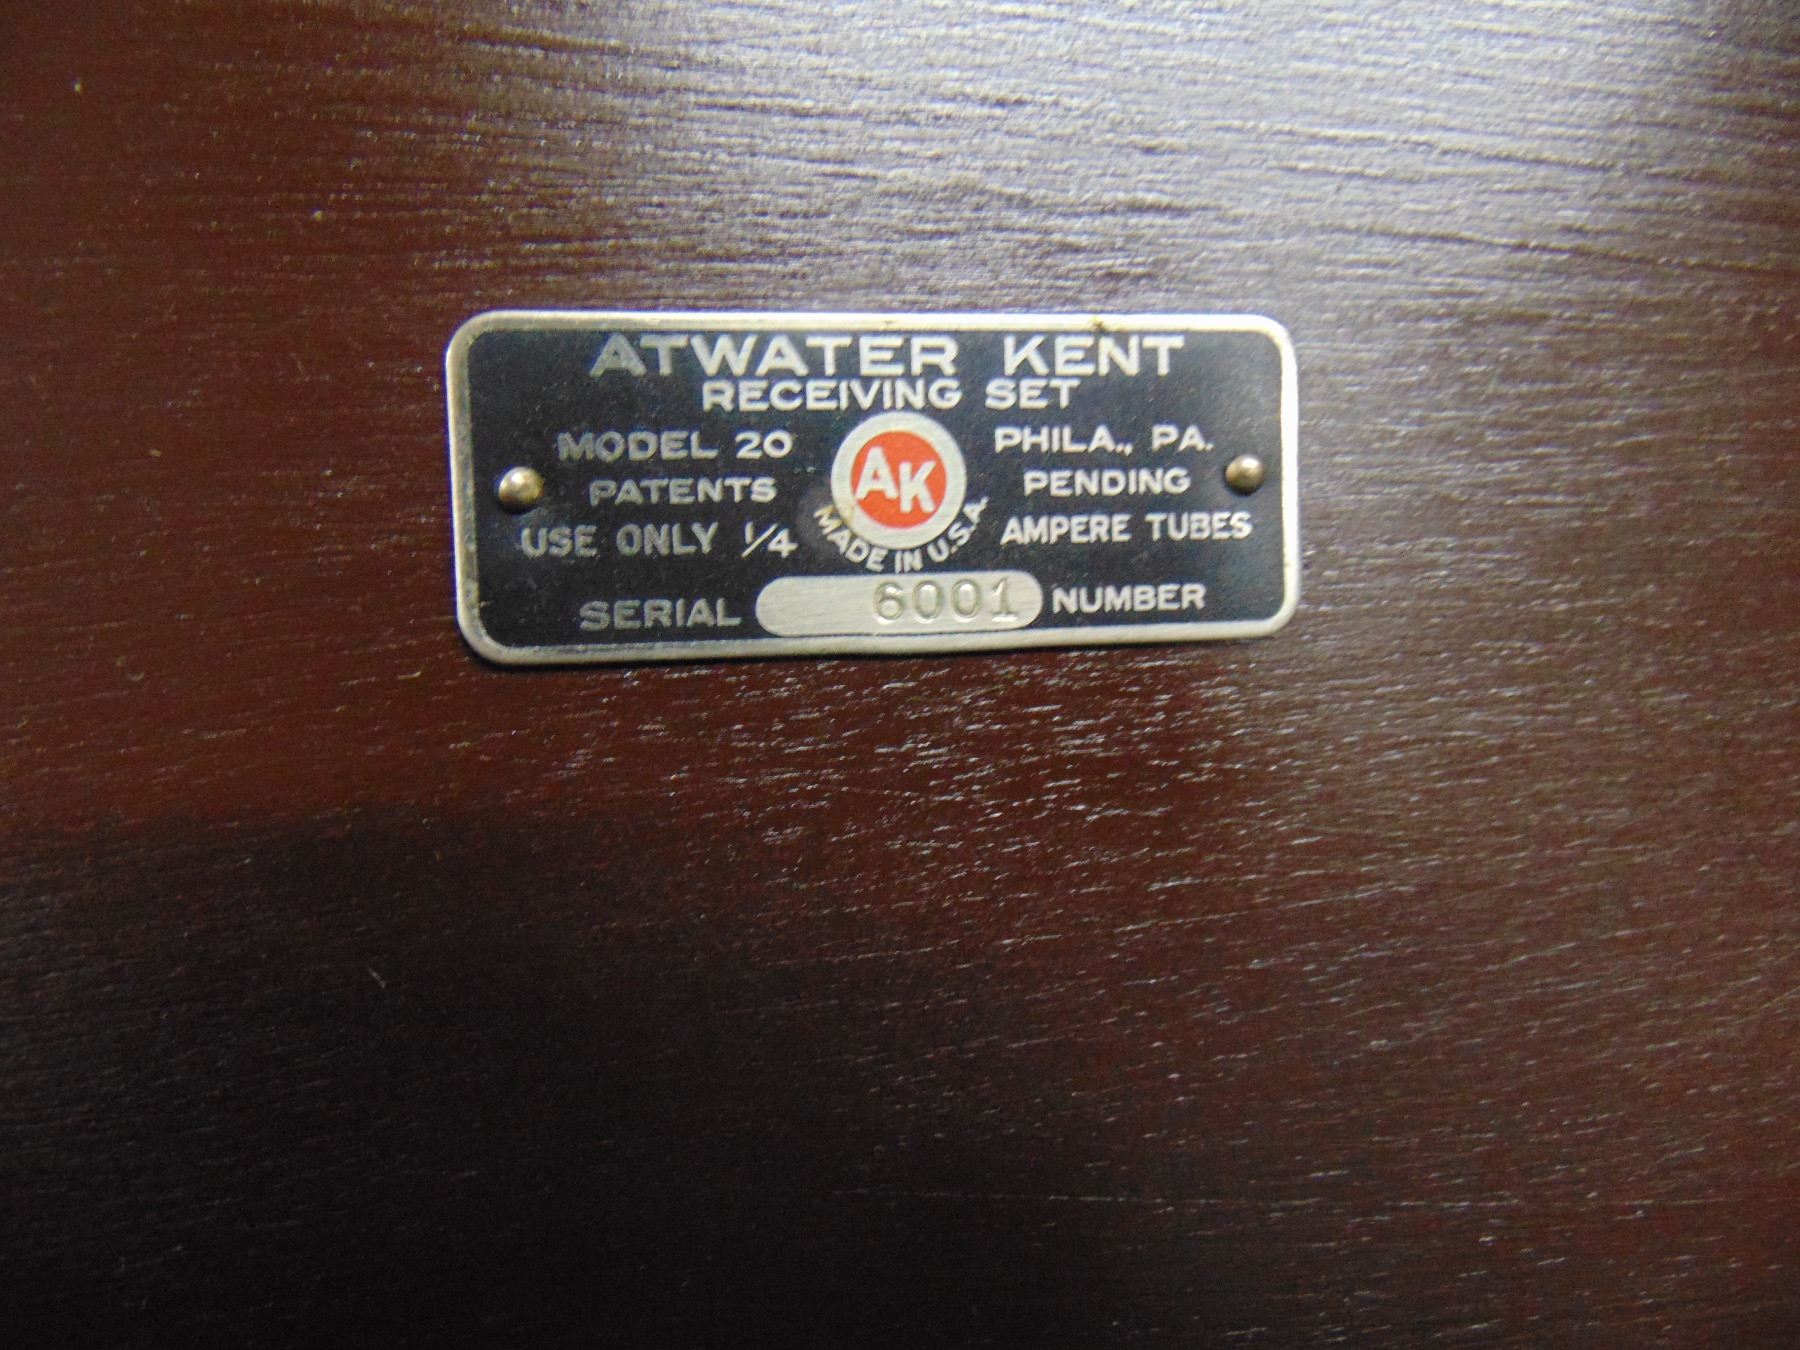 ATWATER KENT
RECEIVING SET
MODEL 20 PHILA., PA.
AK
PATENTS PENDING
MADE IN U.S.A.
USE ONLY 1/4 AMPERE TUBES
SERIAL 6001 NUMBER